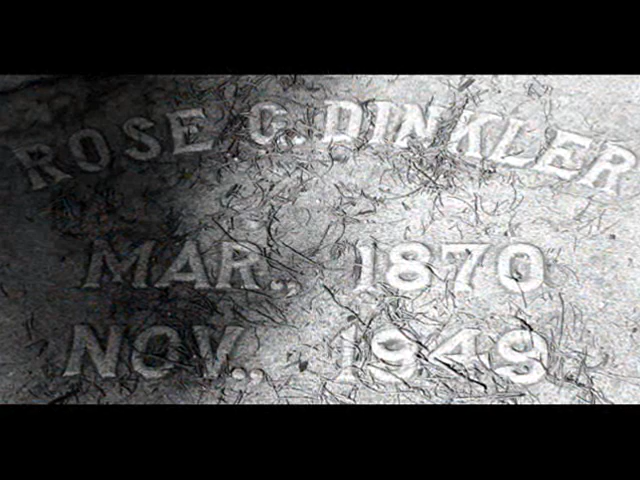 ROSE C. DINKLER
MAR., 1870
NOV., 1949